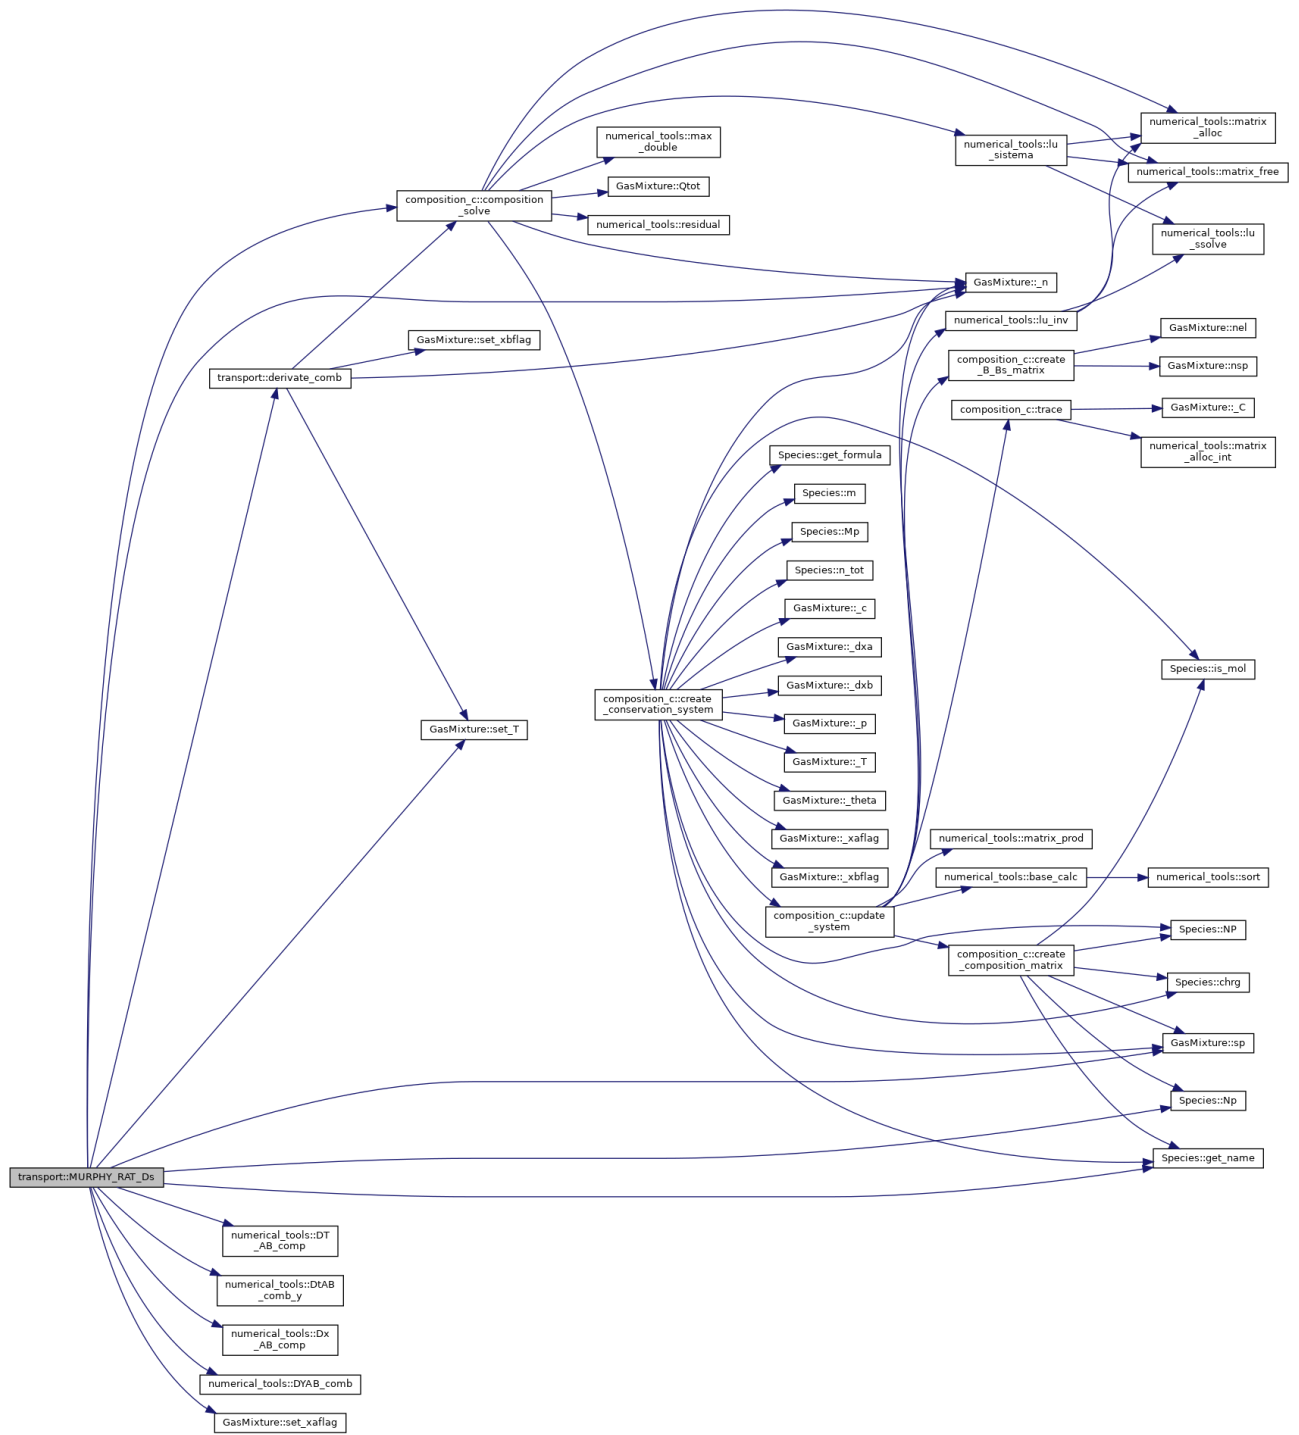 numerical_tools::matrix
_alloc
numerical_tools::max
_double
numerical_tools::lu
_sistema
numerical_tools::matrix_free
GasMixture::Qtot
composition_c::composition
_solve
numerical_tools::residual
numerical_tools::lu
_ssolve
GasMixture::_n
numerical_tools::lu_inv
GasMixture::nel
GasMixture::set_xbflag
composition_c::create
_B_Bs_matrix
GasMixture::nsp
transport::derivate_comb
composition_c::trace
GasMixture::_C
numerical_tools::matrix
_alloc_int
Species::get_formula
Species::m
Species::Mp
Species::n_tot
GasMixture::_c
GasMixture::_dxa
Species::is_mol
GasMixture::_dxb
composition_c::create
_conservation_system
GasMixture::_p
GasMixture::set_T
GasMixture::_T
GasMixture::_theta
GasMixture::_xaflag
numerical_tools::matrix_prod
GasMixture::_xbflag
numerical_tools::base_calc
numerical_tools::sort
composition_c::update
_system
Species::NP
composition_c::create
_composition_matrix
Species::chrg
GasMixture::sp
Species::Np
Species::get_name
transport::MURPHY_RAT_Ds
numerical_tools::DT
_AB_comp
numerical_tools::DtAB
_comb_y
numerical_tools::Dx
_AB_comp
numerical_tools::DYAB_comb
GasMixture::set_xaflag